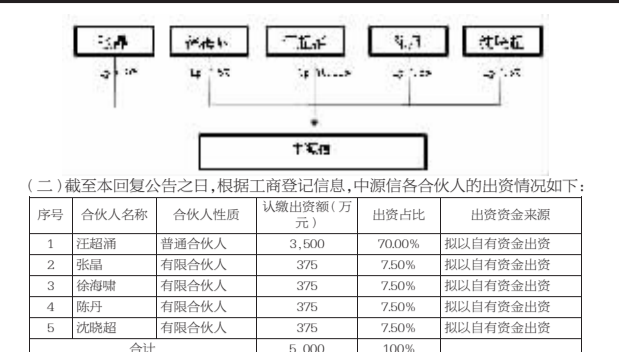 (二)截至本回复公告之日,根据工商登记信息,中源信各合伙人的出资情况如下:
序号 合伙人名称 合伙人性质 认缴出资额(万元) 出资占比 出资资金来源
1 汪超涌 普通合伙人 3,500 70.00% 拟以自有资金出资
2 张晶 有限合伙人 375 7.50% 拟以自有资金出资
3 徐海啸 有限合伙人 375 7.50% 拟以自有资金出资
4 陈丹 有限合伙人 375 7.50% 拟以自有资金出资
5 沈晓超 有限合伙人 375 7.50% 拟以自有资金出资
合计 5,000 100%